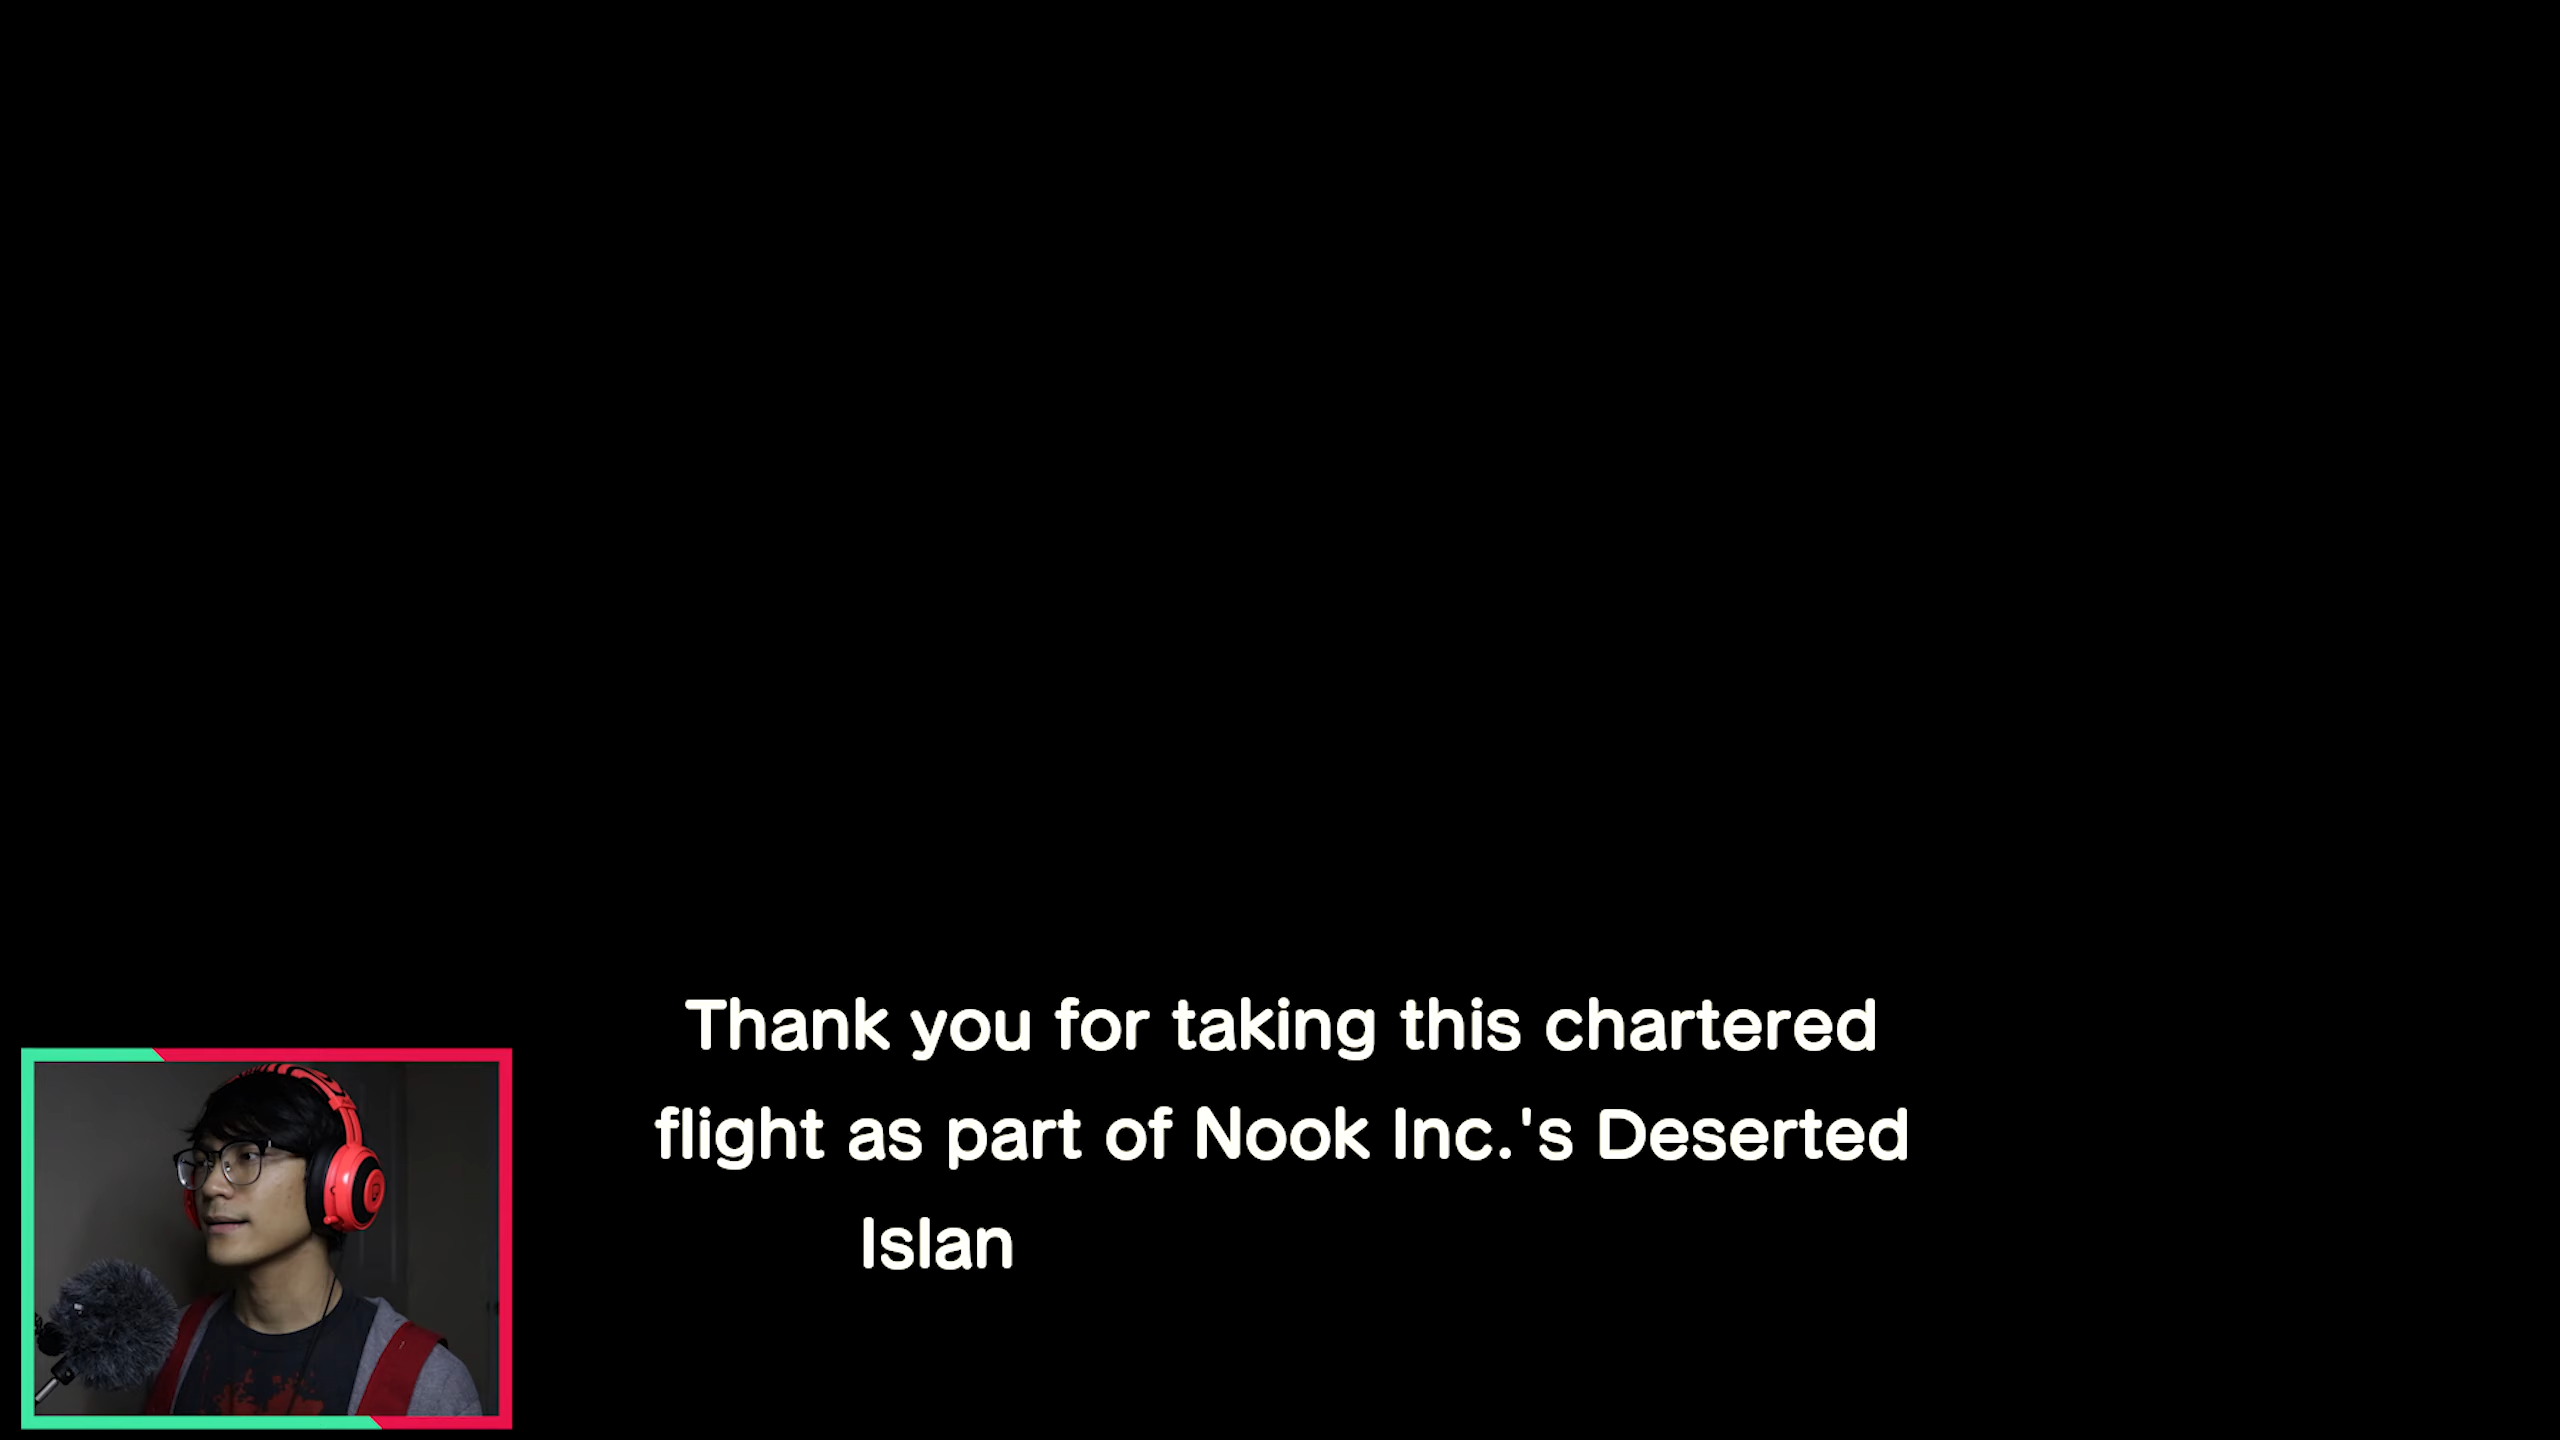 Thank you for taking this chartered
flight as part of Nook Inc.'s Deserted
Islan